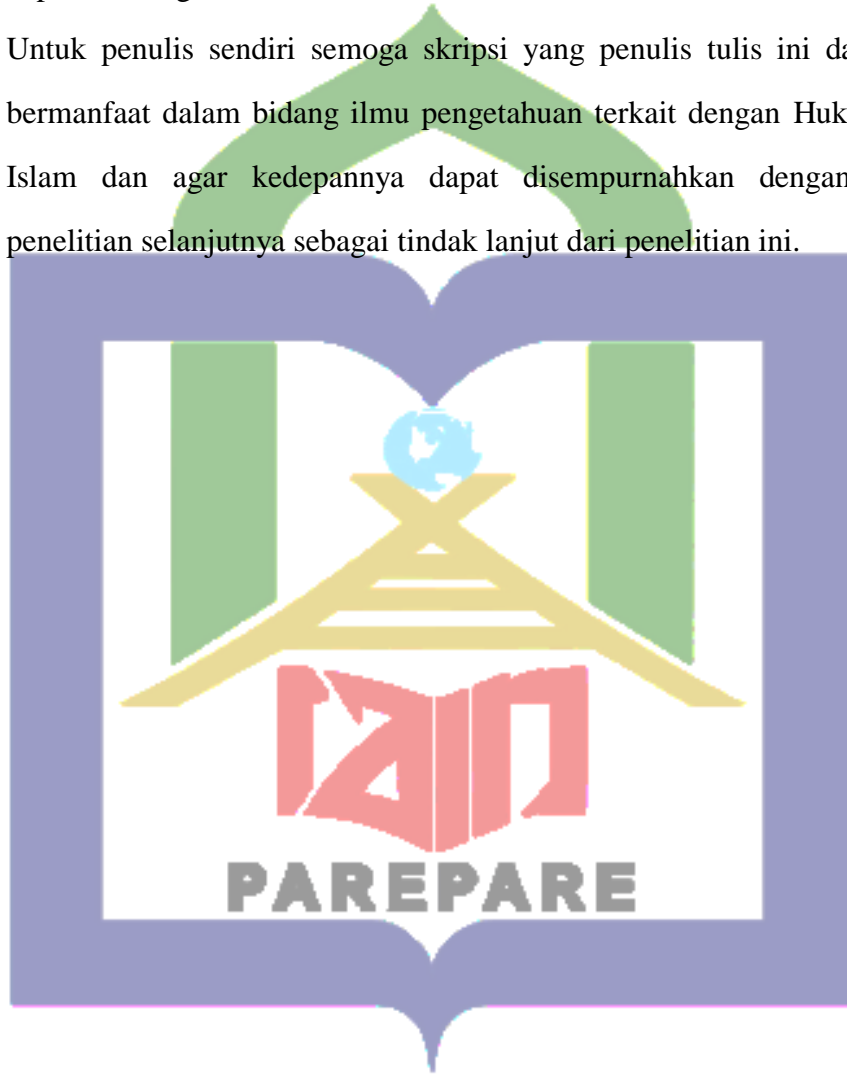 Untuk penulis sendiri semoga skripsi yang penulis tulis ini da
bermanfaat dalam bidang ilmu pengetahuan terkait dengan Huk
Islam dan agar kedepannya dapat disempurnahkan dengan
penelitian selanjutnya sebagai tindak lanjut dari penelitian ini.
iain
PAREPARE